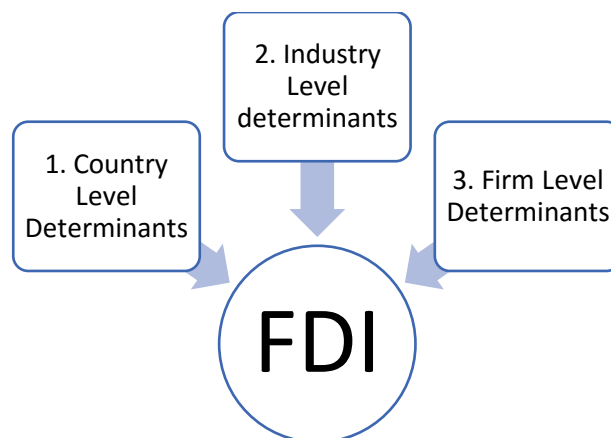 1. Country
Level
Determinants
2. Industry
Level
determinants
3. Firm Level
Determinants
FDI